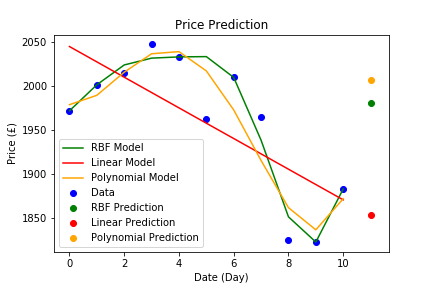 Price Prediction
2050
2000
1950
1900
1850
Price (£)
RBF Model
Linear Model
Polynomial Model
Data
RBF Prediction
Linear Prediction
Polynomial Prediction
0 2 4 6 8 10
Date (Day)